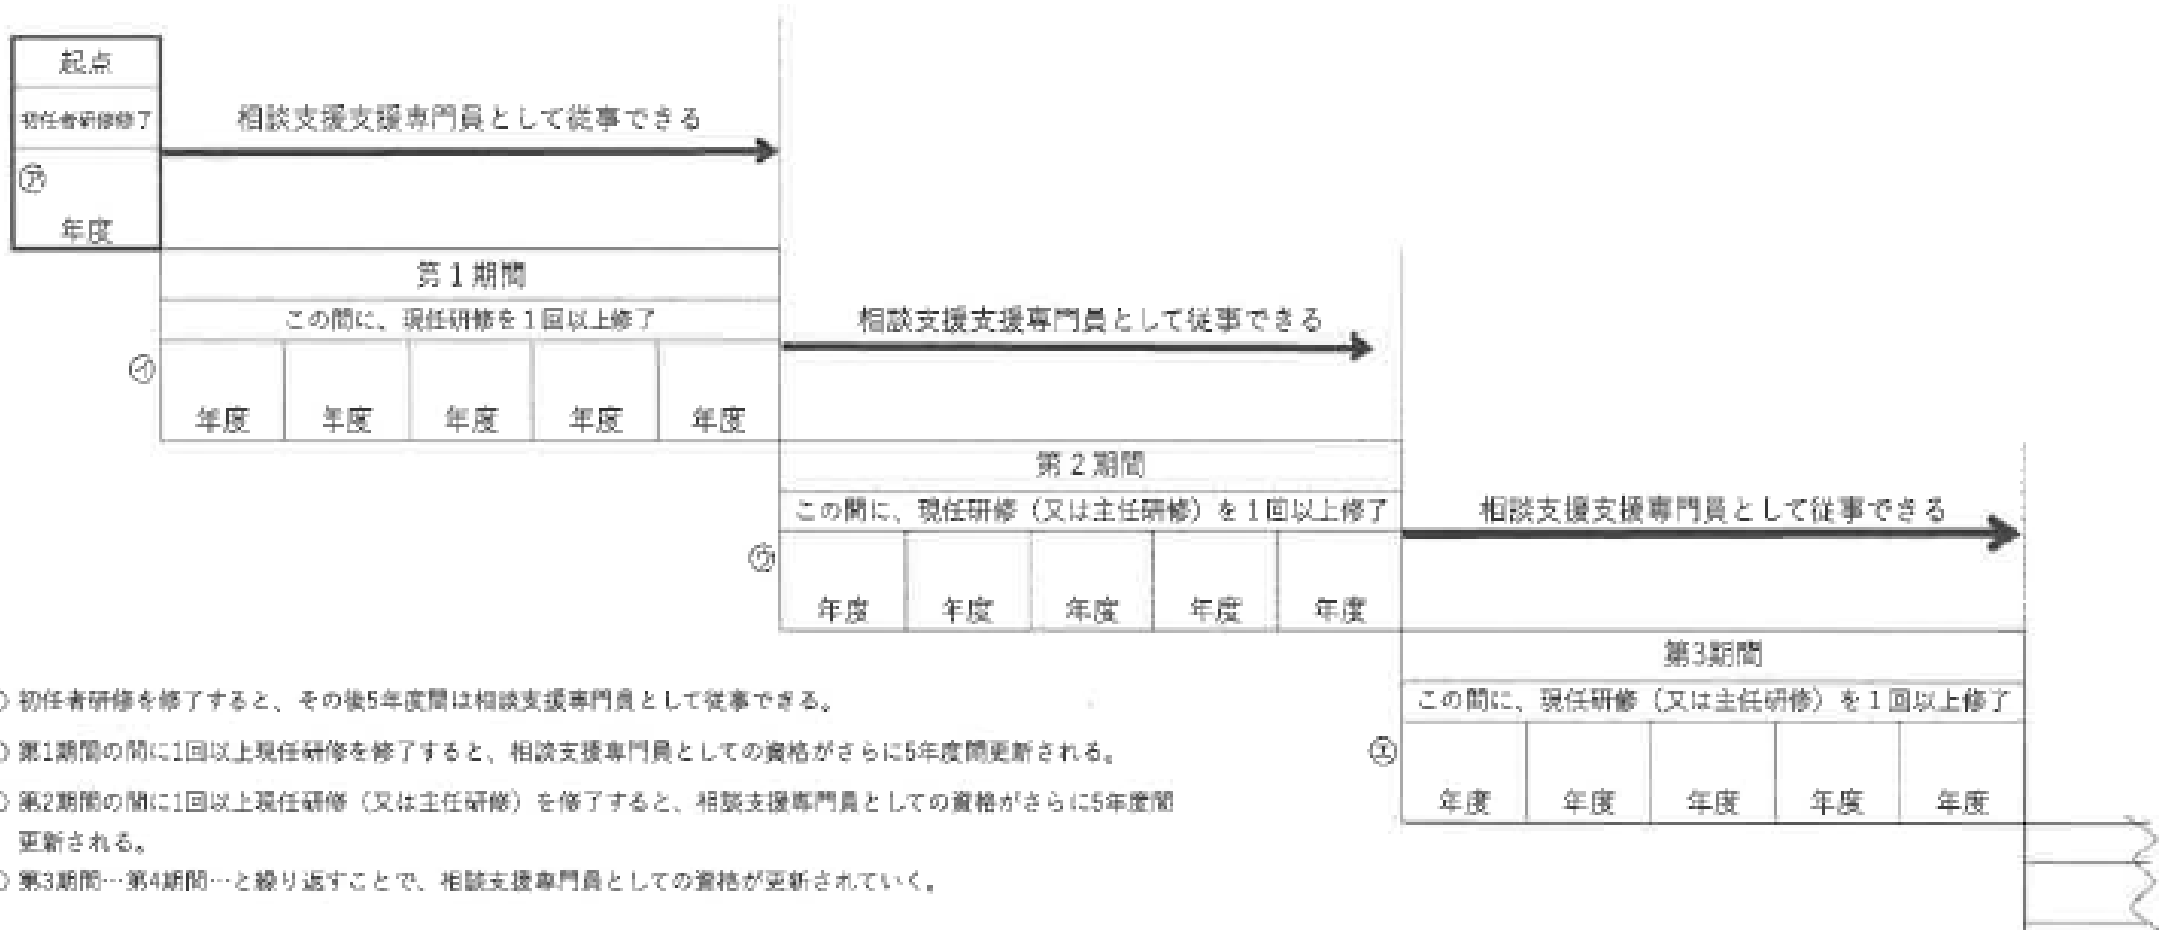 起点
初任者研修修了
㋐
年度
相談支援支援専門員として従事できる
第1期間
この間に、現任研修を1回以上修了
㋑
年度 年度 年度 年度 年度
相談支援支援専門員として従事できる
第2期間
この間に、現任研修（又は主任研修）を1回以上修了
㋒
年度 年度 年度 年度 年度
相談支援支援専門員として従事できる
第3期間
この間に、現任研修（又は主任研修）を1回以上修了
㋓
年度 年度 年度 年度 年度
初任者研修を修了すると、その後5年度間は相談支援専門員として従事できる。
第1期間の間に1回以上現任研修を修了すると、相談支援専門員としての資格がさらに5年度間更新される。
第2期間の間に1回以上現任研修（又は主任研修）を修了すると、相談支援専門員としての資格がさらに5年度間
更新される。
第3期間…第4期間…と繰り返すことで、相談支援専門員としての資格が更新されていく。